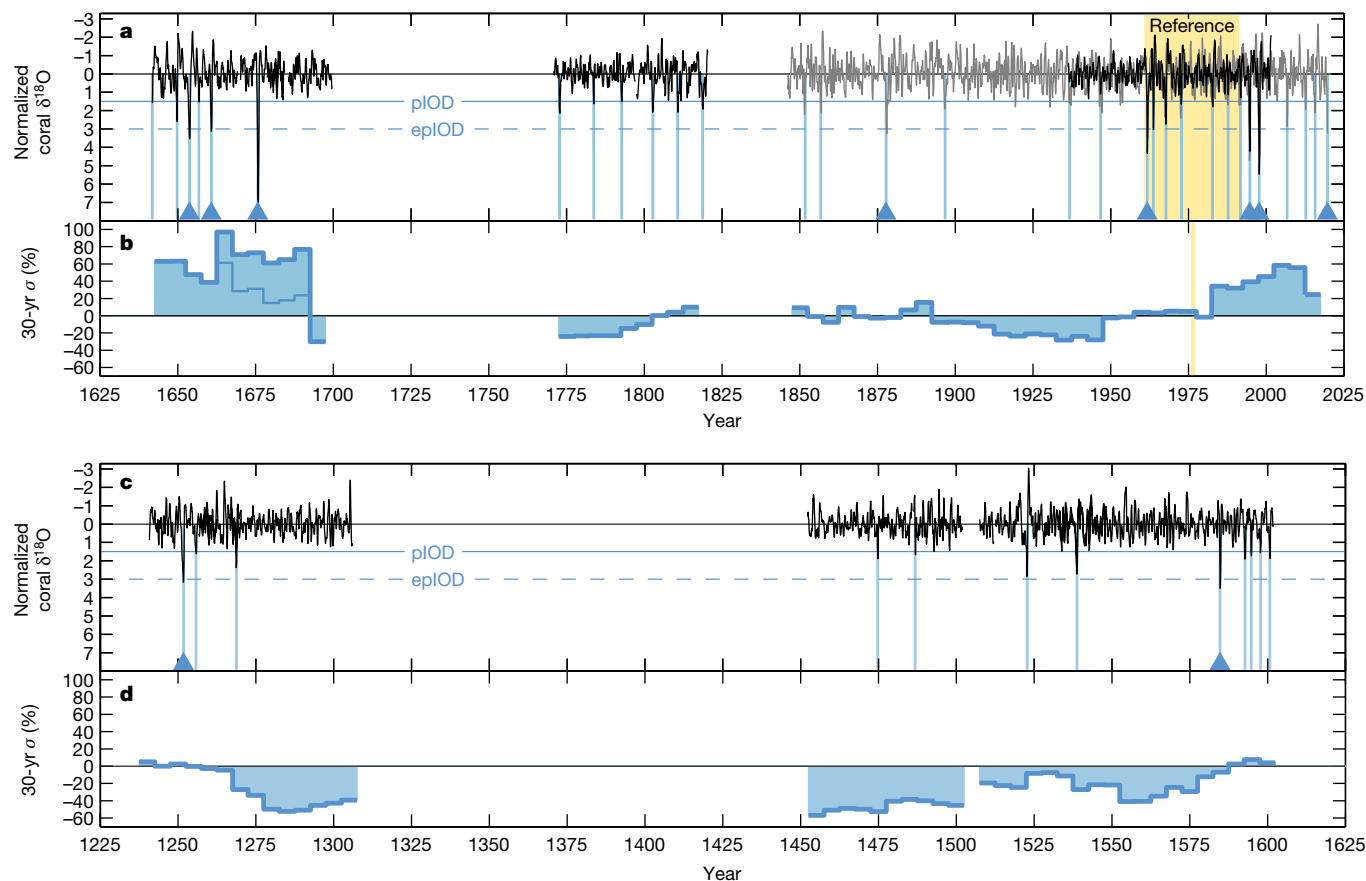 a
Reference
Normalized
coral δ18O
–3
–2
–1
0
1
2
3
4
5
6
7
pIOD
epIOD
b
30-yr σ (%)
100
80
60
40
20
0
–20
–40
–60
1625 1650 1675 1700 1725 1750 1775 1800 1825 1850 1875 1900 1925 1950 1975 2000 2025
Year
c
Normalized
coral δ18O
–3
–2
–1
0
1
2
3
4
5
6
7
pIOD
epIOD
d
30-yr σ (%)
100
80
60
40
20
0
–20
–40
–60
1225 1250 1275 1300 1325 1350 1375 1400 1425 1450 1475 1500 1525 1550 1575 1600 1625
Year